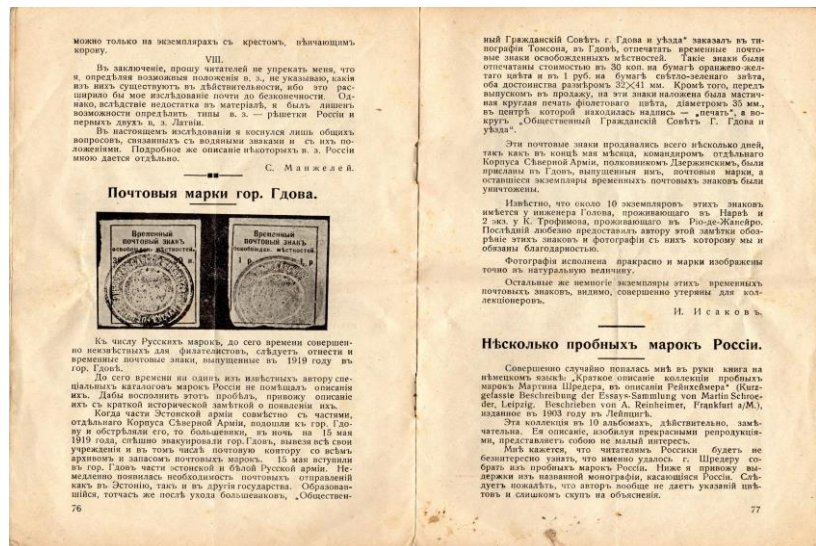 можно только на экземплярахъ съ крестомъ, вѣнчающимъ
корону.
VIII.
Въ заключеніе, прошу читателей не упрекать меня, что
я, опредѣляя возможныя положенія в. з., не указываю, какія
изъ нихъ существуютъ въ дѣйствительности, ибо это рас-
ширило бы мое изслѣдованіе почти до безконечности. Од-
нако, вслѣдствіе недостатка въ матеріалѣ, я былъ лишенъ
возможности опредѣлить типы в. з. — рѣшетки Россіи и
первыхъ двухъ в. з. Латвіи.
Въ настоящемъ изслѣдованіи я коснулся лишь общихъ
вопросовъ, связанныхъ съ водяными знаками и съ ихъ по-
ложеніями. Подробное же описаніе нѣкоторыхъ в. з. Россіи
мною дается отдѣльно.
С. Манжелей.
Почтовыя марки гор. Гдова.
Временный
почтовый знакъ
освобожден. мѣстностей.
Временный
почтовый знакъ
освобожден. мѣстностей.
1 р. 1 р
Къ числу Русскихъ марокъ, до сего времени совершен-
но неизвѣстныхъ для филателистовъ, слѣдуетъ отнести и
временные почтовые знаки, выпущенные въ 1919 году въ
гор. Гдовѣ.
До сего времени ни одинъ изъ извѣстныхъ автору спе-
ціальныхъ каталоговъ марокъ Россіи не помѣщалъ описанія
ихъ. Дабы восполнить этотъ пробѣлъ, привожу описаніе
ихъ съ краткой исторической замѣткой о появленіи ихъ.
Когда части Эстонской арміи совмѣстно съ частями,
отдѣльнаго Корпуса Сѣверной Арміи, подошли къ гор. Гдо-
ву и обстрѣляли его, то большевики, въ ночь на 15 мая
1919 года, спѣшно эвакуировали гор. Гдовъ, вывезя всѣ свои
учрежденія и въ томъ числѣ почтовую контору со всѣмъ
архивомъ и запасомъ почтовыхъ марокъ. 15 мая вступили
въ гор. Гдовъ части эстонской и бѣлой Русской арміи. Не-
медленно появилась необходимость почтовыхъ отправленій
какъ въ Эстонію, такъ и въ другія государства. Образовав-
шійся, тотчасъ же послѣ ухода большевиковъ, „Обществен-
76
ный Гражданскій Совѣтъ г. Гдова и уѣзда“ заказалъ въ ти-
пографіи Томсона, въ Гдовѣ, отпечатать временные почто-
вые знаки освобожденныхъ мѣстностей. Такіе знаки были
отпечатаны стоимостью въ 30 коп. на бумагѣ оранжево-жел-
таго цвѣта и въ 1 руб. на бумагѣ свѣтло-зеленаго звѣта,
оба достоинства размѣромъ 32×41 мм. Кромѣ того, передъ
выпускомъ въ продажу, на эти знаки наложена была мастич-
ная круглая печать фіолетоваго цвѣта, діаметромъ 35 мм.,
въ центрѣ которой находилась надпись — „печать“, а во-
кругъ „Общественный Гражданскій Совѣтъ Г. Гдова и
уѣзда“.
Эти почтовые знаки продавались всего нѣсколько дней,
такъ какъ въ концѣ мая мѣсяца, командиромъ отдѣльнаго
Корпуса Сѣверной Арміи, полковникомъ Дзержинскимъ, были
присланы въ Гдовъ, выпущенныя имъ, почтовыя марки, а
оставшіеся экземпляры временныхъ почтовыхъ знаковъ были
уничтожены.
Извѣстно, что около 10 экземпляровъ этихъ знаковъ
имѣется у инженера Голова, проживающаго въ Нарвѣ и
2 экз. у К. Трофимова, проживающаго въ Ріо-де-Жанейро.
Послѣдній любезно предоставилъ автору этой замѣтки обоз-
рѣніе этихъ знаковъ и фотографіи съ нихъ которому мы и
обязаны благодарностью.
Фотографія исполнена прекрасно и марки изображены
точно въ натуральную величину.
Остальные же немногіе экземпляры этихъ временныхъ
почтовыхъ знаковъ, видимо, совершенно утеряны для кол-
лекціонеровъ.
И. Исаковъ.
Нѣсколько пробныхъ марокъ Россіи.
Совершенно случайно попалась мнѣ въ руки книга на
нѣмецкомъ языкѣ: „Краткое описаніе коллекціи пробныхъ
марокъ Мартина Шредера, въ описаніи Рейнхеймера“ (Kurz-
gefasste Beschreibung der Essays-Sammlung von Martin Schroe-
der, Leipzig, Beschrieben von A. Reinheimer, Frankfurt a/M.),
изданное въ 1903 году въ Лейпцигѣ.
Эта коллекція въ 10 альбомахъ, дѣйствительно, замѣ-
чательна. Ея описаніе, изобилуя прекрасными репродукція-
ми, представляетъ собою не малый интересъ.
Мнѣ кажется, что читателямъ Россики будетъ не
безинтересно узнать, что именно удалось г. Шредеру со-
брать изъ пробныхъ марокъ Россіи. Ниже я привожу вы-
держки изъ названной монографіи, касающіяся Россіи. Слѣ-
дуетъ пожалѣть, что авторъ вообще не даетъ указаній цвѣ-
товъ и слишкомъ скупъ на объясненія.
77